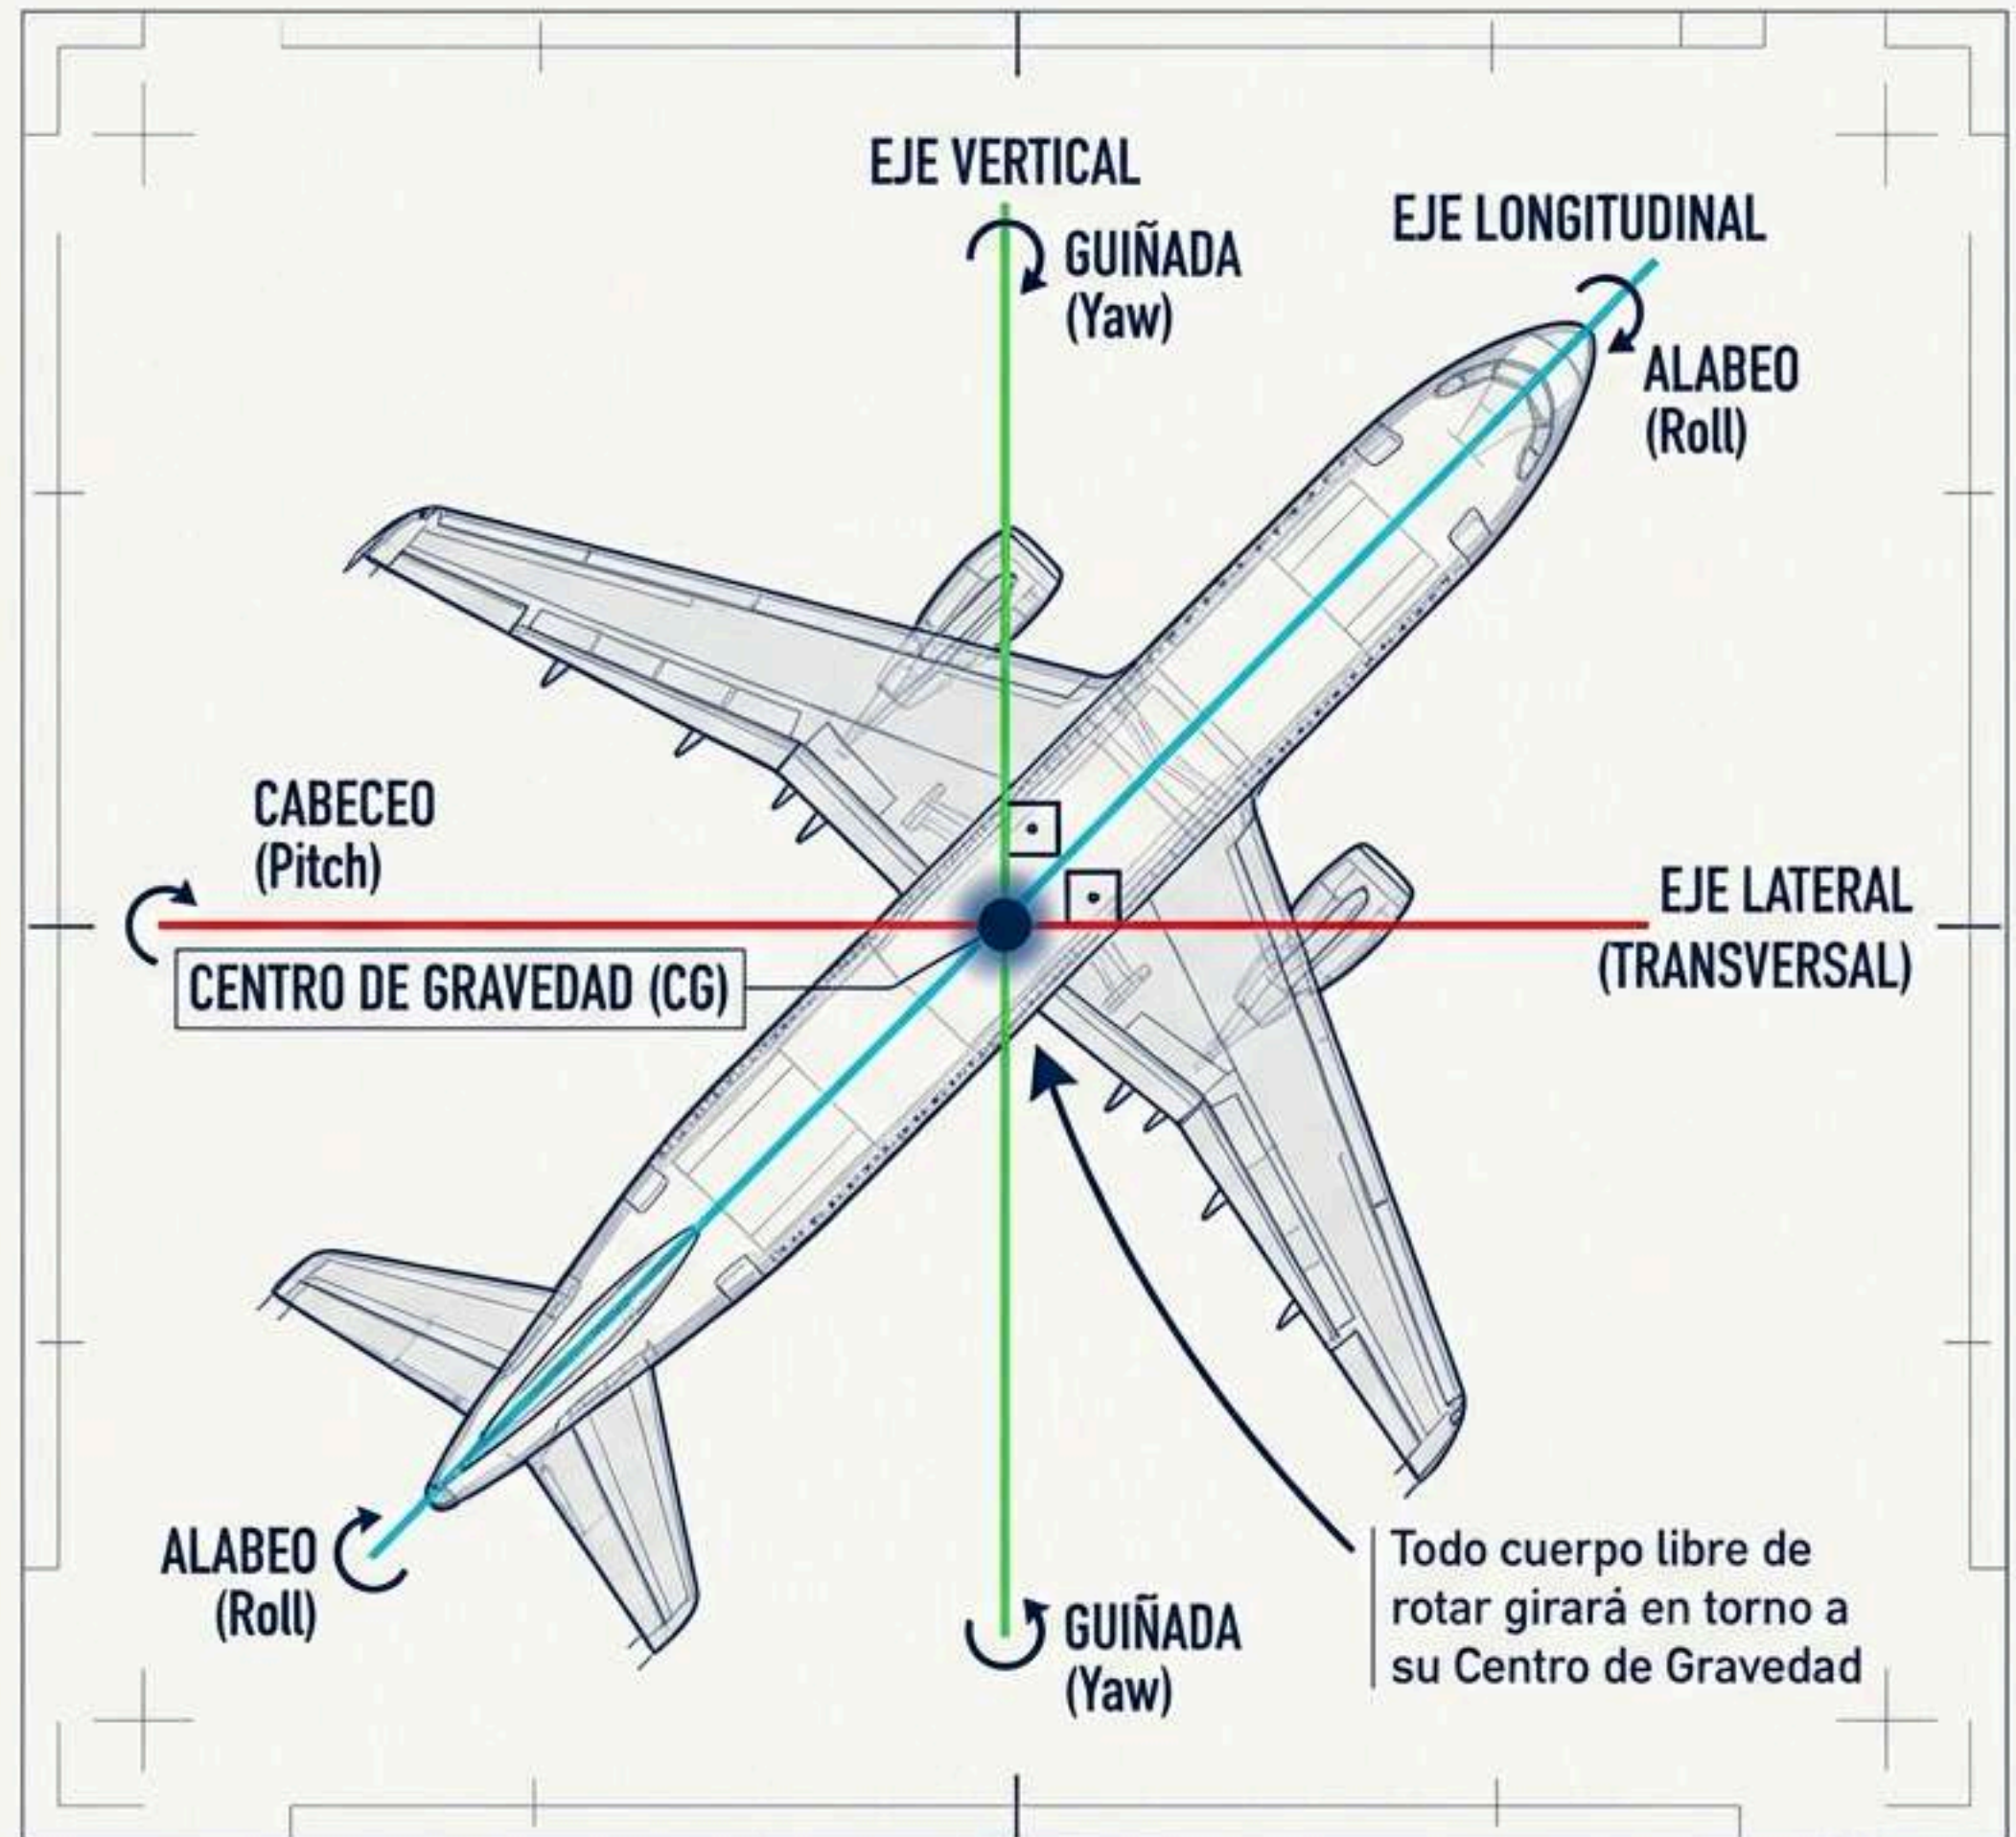 EJE VERTICAL
GUIÑADA
(Yaw)
EJE LONGITUDINAL
ALABEO
(Roll)
CABECEO
(Pitch)
EJE LATERAL
(TRANSVERSAL)
CENTRO DE GRAVEDAD (CG)
ALABEO
(Roll)
GUIÑADA
(Yaw)
Todo cuerpo libre de
rotar girará en torno a
su Centro de Gravedad